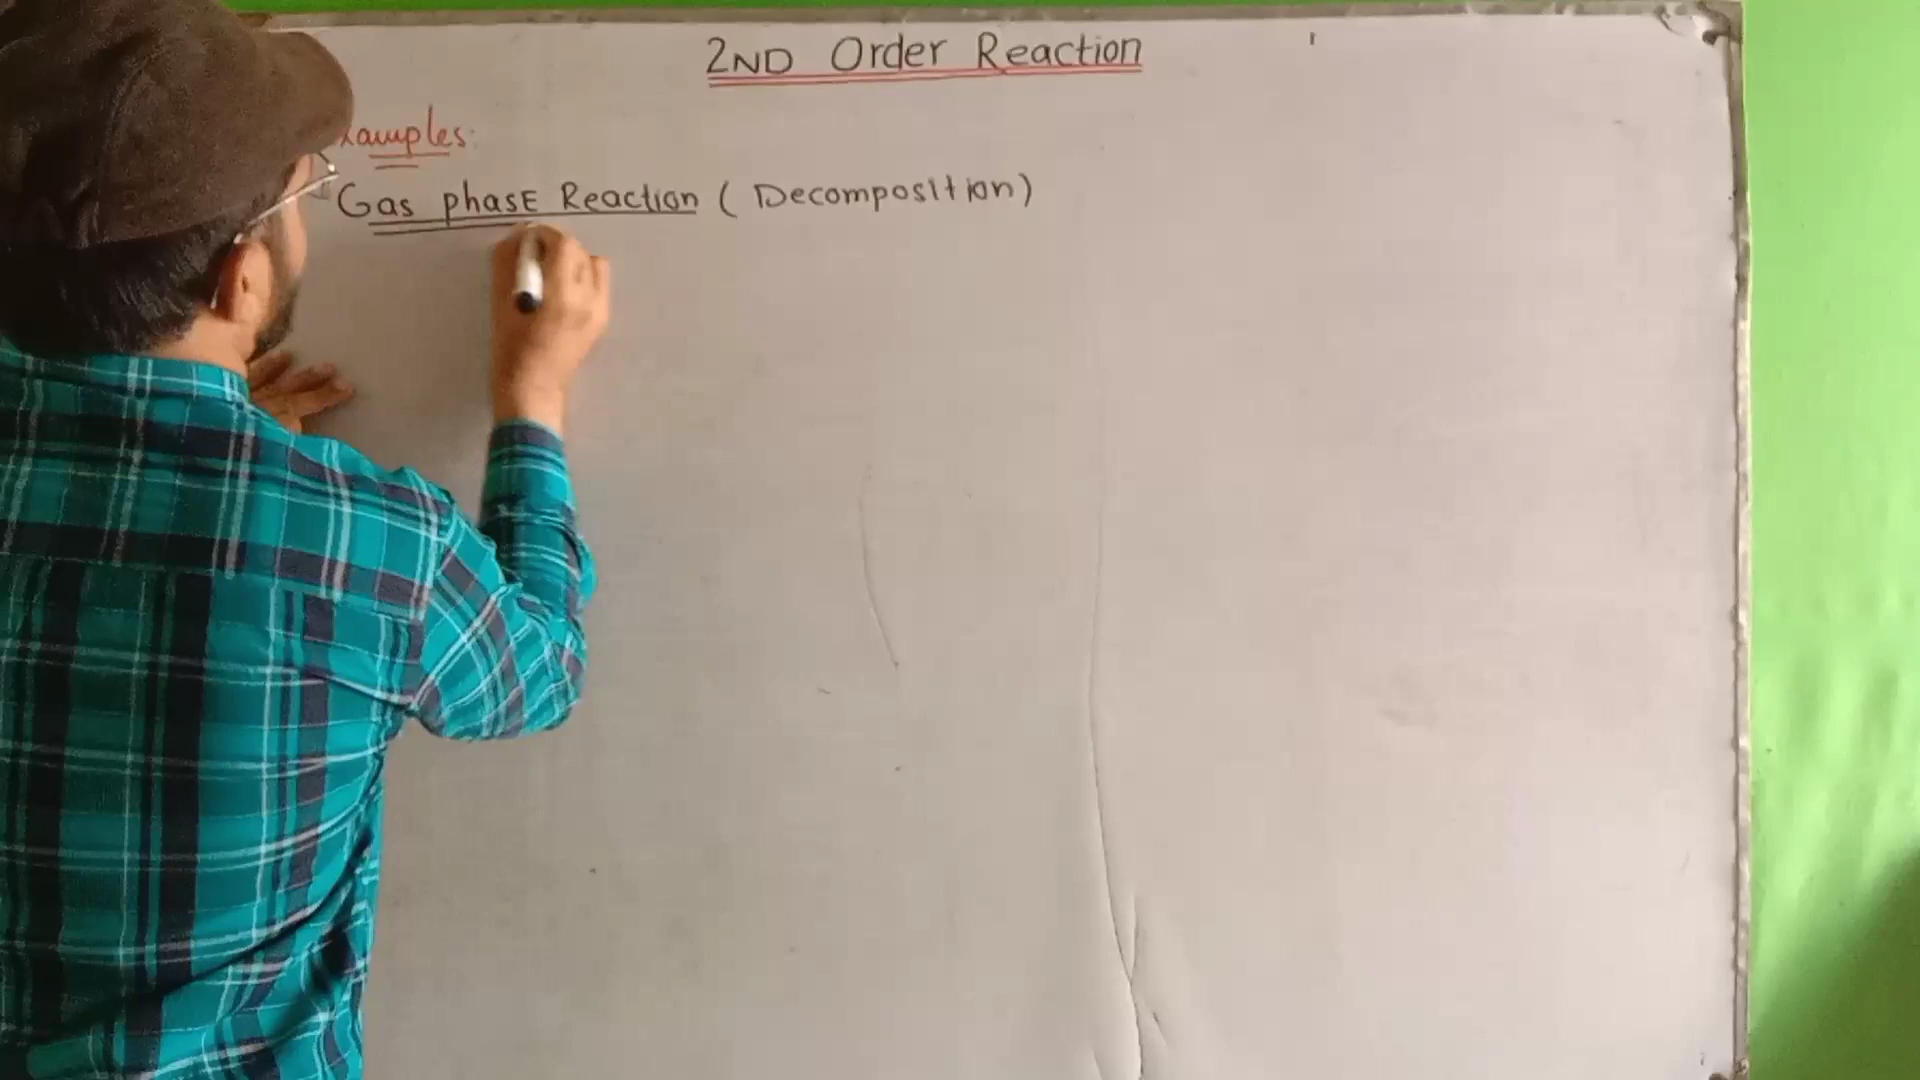 2ND Order Reaction
xamples:
Gas phasE Reaction ( Decomposition)